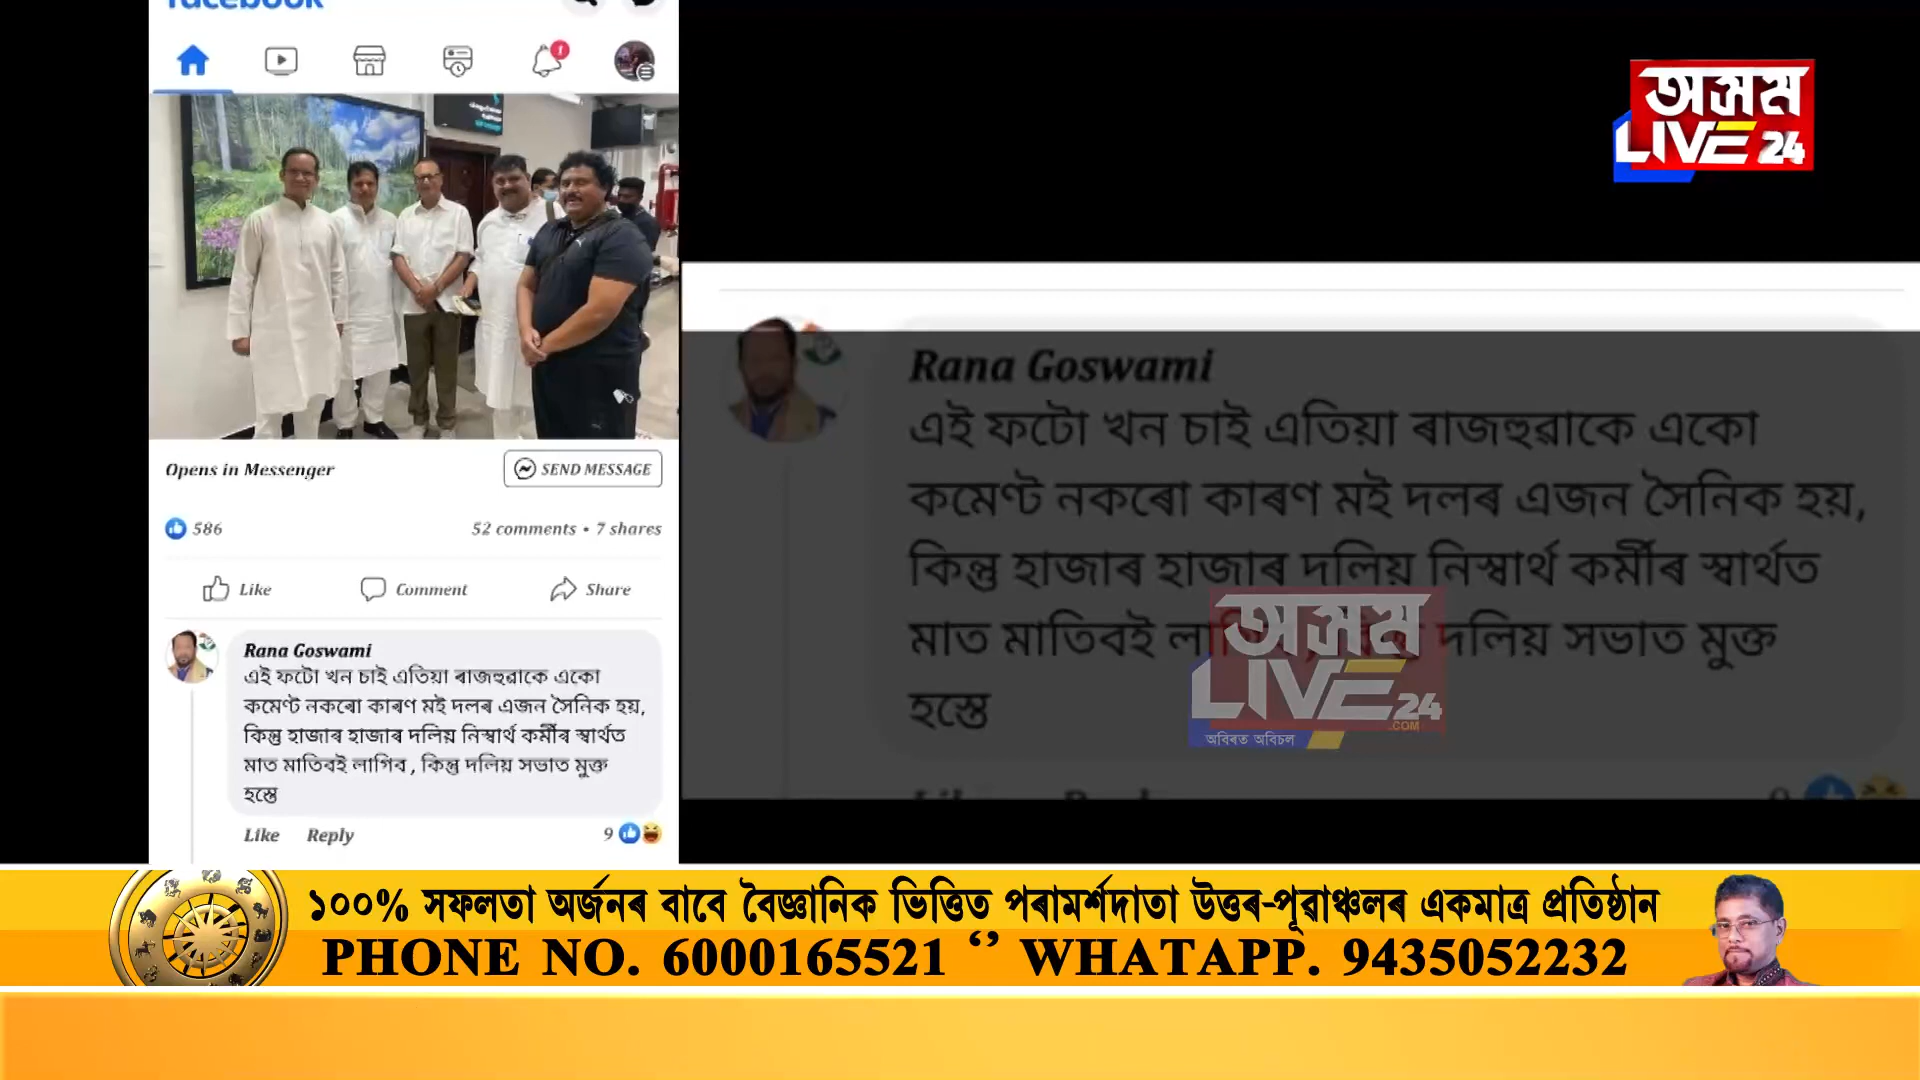 facebook
1
অসম
LIVE 24
Opens in Messenger
SEND MESSAGE
586
52 comments • 7 shares
Like
Comment
Share
Rana Goswami
এই ফটো খন চাই এতিয়া ৰাজহুৱাকে একো
কমেণ্ট নকৰো কাৰণ মই দলৰ এজন সৈনিক হয়,
কিন্তু হাজাৰ হাজাৰ দলিয় নিস্বাৰ্থ কৰ্মীৰ স্বাৰ্থত
মাত মাতিবই লাগিব , কিন্তু দলিয় সভাত মুক্ত
হস্তে
Like Reply
9
Rana Goswami
এই ফটো খন চাই এতিয়া ৰাজহুৱাকে একো
কমেণ্ট নকৰো কাৰণ মই দলৰ এজন সৈনিক হয়,
কিন্তু হাজাৰ হাজাৰ দলিয় নিস্বাৰ্থ কৰ্মীৰ স্বাৰ্থত
মাত মাতিবই দলিয় সভাত মুক্ত
হস্তে
অসম
LIVE 24
.COM
অবিৰত অবিচল
১০০% সফলতা অৰ্জনৰ বাবে বৈজ্ঞানিক ভিত্তিত পৰামৰ্শদাতা উত্তৰ-পূৱাঞ্চলৰ একমাত্ৰ প্ৰতিষ্ঠান
PHONE NO. 6000165521 ‘’ WHATAPP. 9435052232